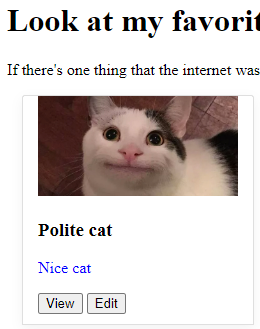 Look at my favorit
If there's one thing that the internet was
Polite cat
Nice cat
View Edit